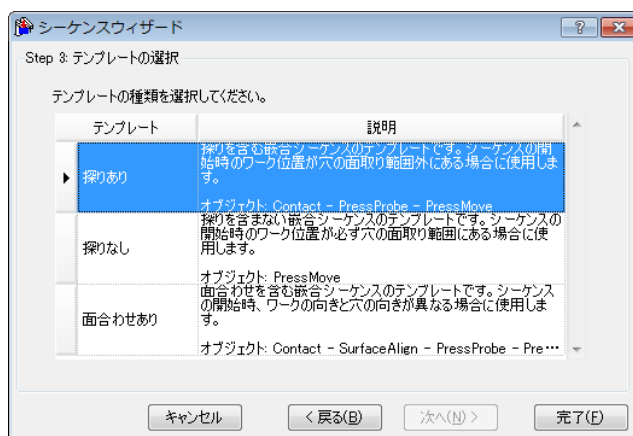 シーケンスウィザード
Step 3: テンプレートの選択
テンプレートの種類を選択してください。
テンプレート 説明
探りあり
探りを含む嵌合シーケンスのテンプレートです。シーケンスの開
始時のワーク位置が穴の面取り範囲外にある場合に使用しま
す。
オブジェクト: Contact - PressProbe - PressMove
探りなし
探りを含まない嵌合シーケンスのテンプレートです。シーケンスの
開始時のワーク位置が必ず穴の面取り範囲にある場合に使
用します。
オブジェクト: PressMove
面合わせあり
面合わせを含む嵌合シーケンスのテンプレートです。シーケンス
の開始時、ワークの向きと穴の向きが異なる場合に使用しま
す。
オブジェクト: Contact - SurfaceAlign - PressProbe - Pre…
キャンセル < 戻る(B) 次へ(N) > 完了(F)